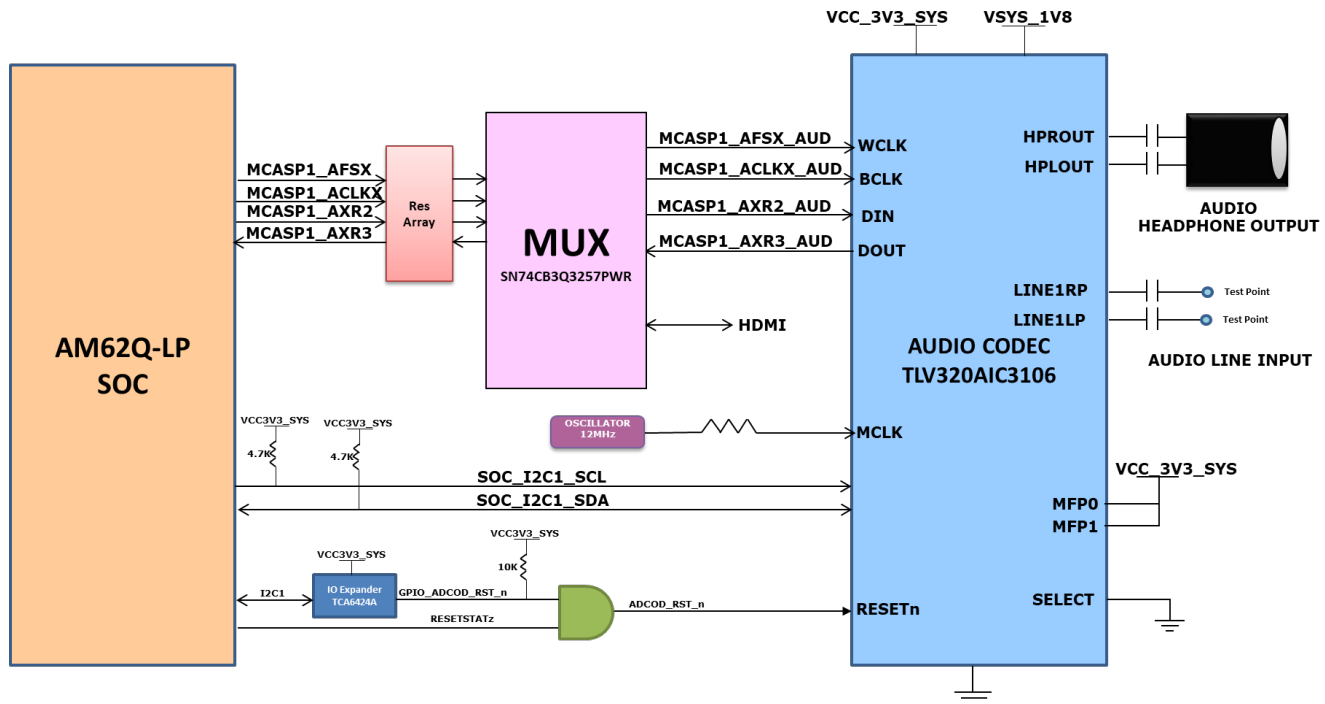 VCC_3V3_SYS
VSYS_1V8
MCASP1_AFSX
MCASP1_ACLKX
MCASP1_AXR2
MCASP1_AXR3
Res
Array
MUX
SN74CB3Q3257PWR
MCASP1_AFSX_AUD
MCASP1_ACLKX_AUD
MCASP1_AXR2_AUD
MCASP1_AXR3_AUD
HDMI
WCLK
BCLK
DIN
DOUT
HPROUT
HPLOUT
AUDIO
HEADPHONE OUTPUT
LINE1RP
LINE1LP
Test Point
Test Point
AUDIO LINE INPUT
AM62Q-LP
SOC
AUDIO CODEC
TLV320AIC3106
VCC3V3_SYS
VCC3V3_SYS
4.7K
4.7K
OSCILLATOR
12MHz
MCLK
SOC_I2C1_SCL
SOC_I2C1_SDA
VCC_3V3_SYS
MFP0
MFP1
VCC3V3_SYS
VCC3V3_SYS
10K
I2C1
IO Expander
TCA6424A
GPIO_ADCOD_RST_n
RESETSTATz
ADCOD_RST_n
RESETn
SELECT